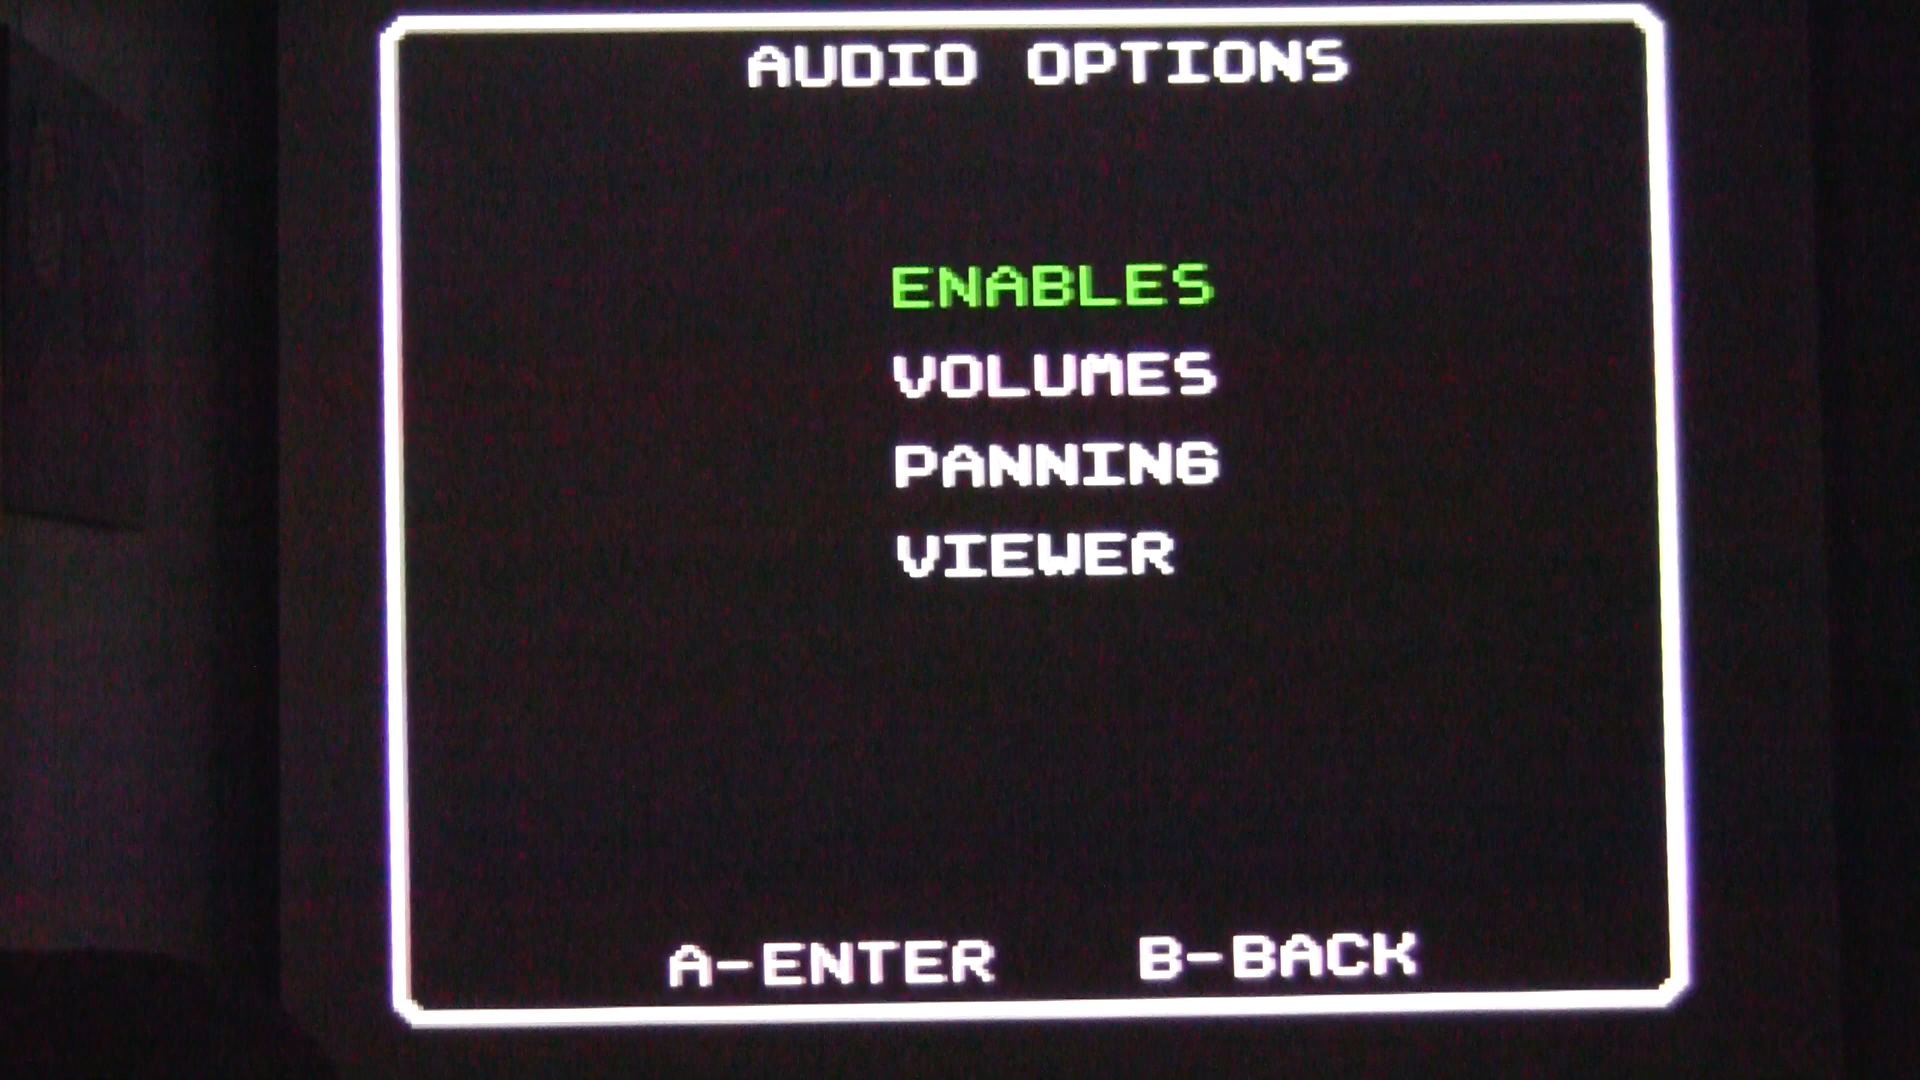 AUDIO OPTIONS
ENABLES
VOLUMES
PANNING
VIEWER
A-ENTER B-BACK